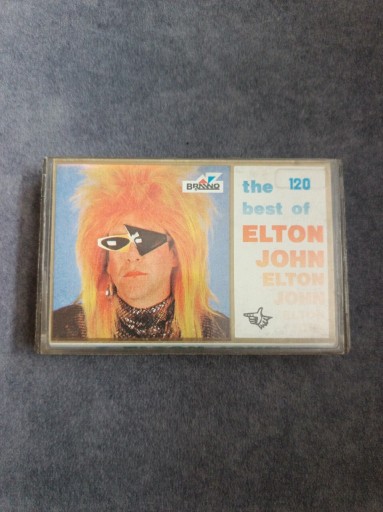 BRAVO
the 120
best of
ELTON
JOHN
ELTON
JOHN